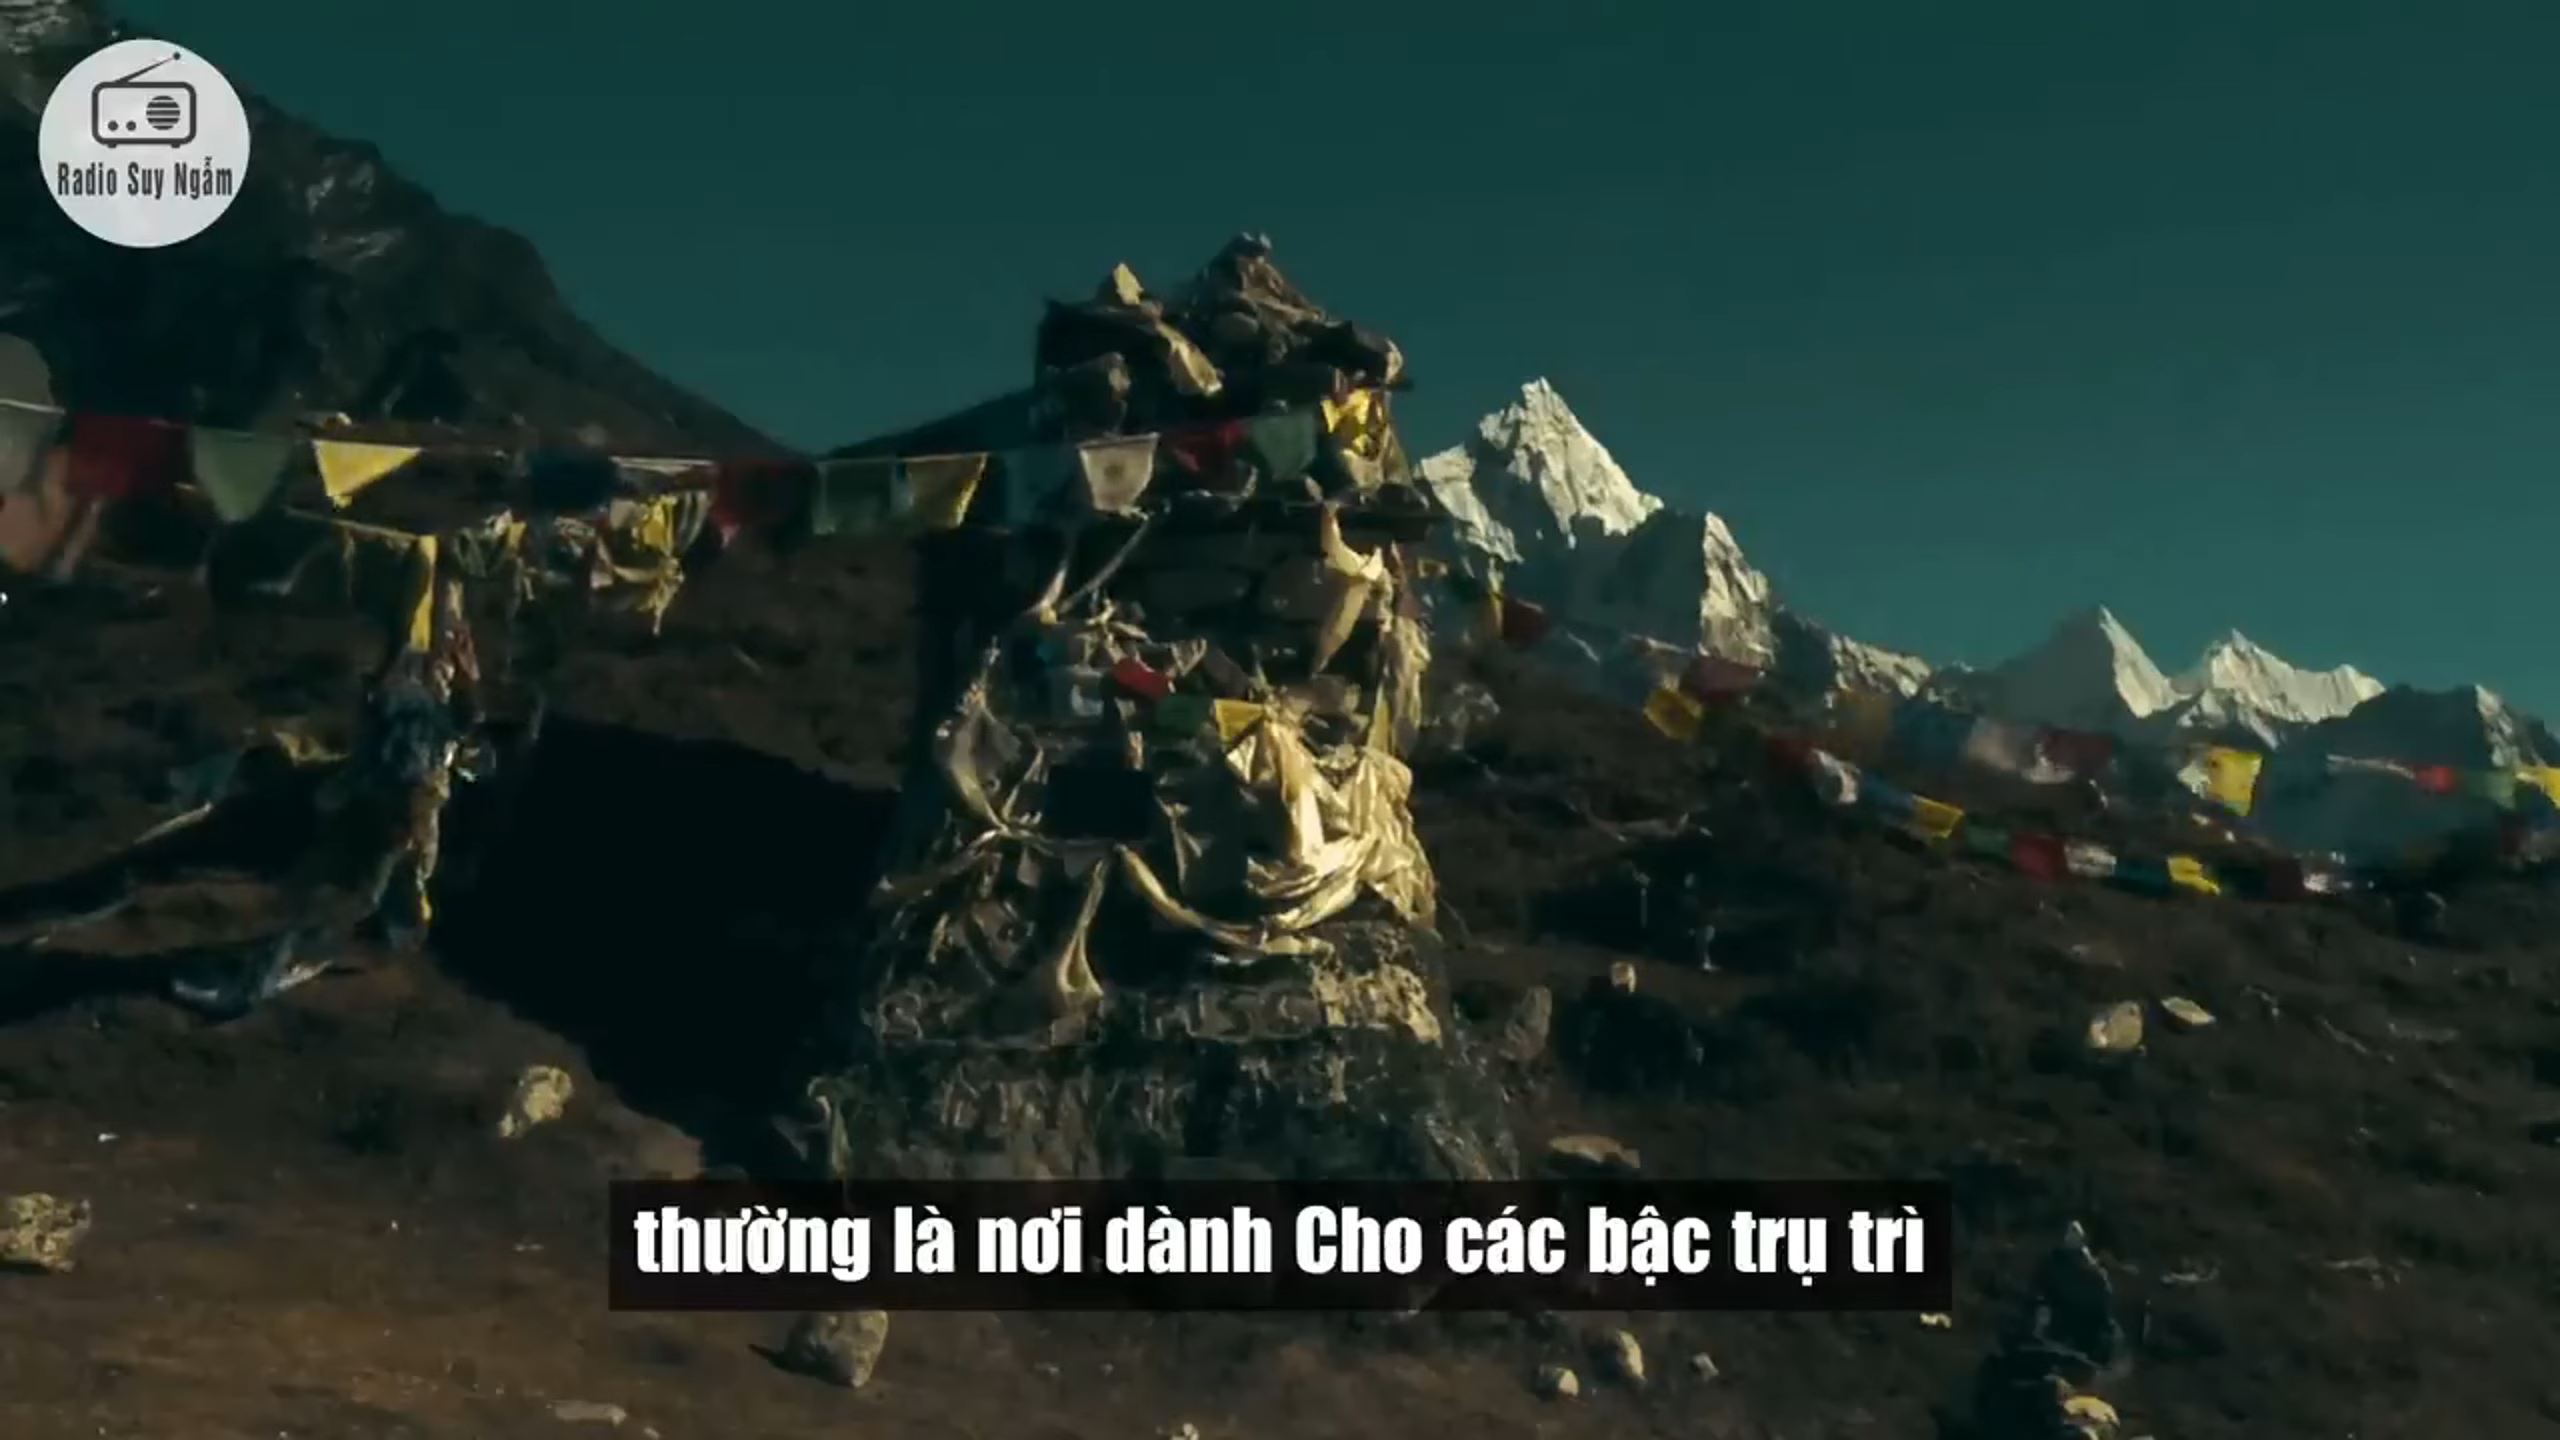 Radio Suy Ngẫm
thường là nơi dành Cho các bậc trụ trì